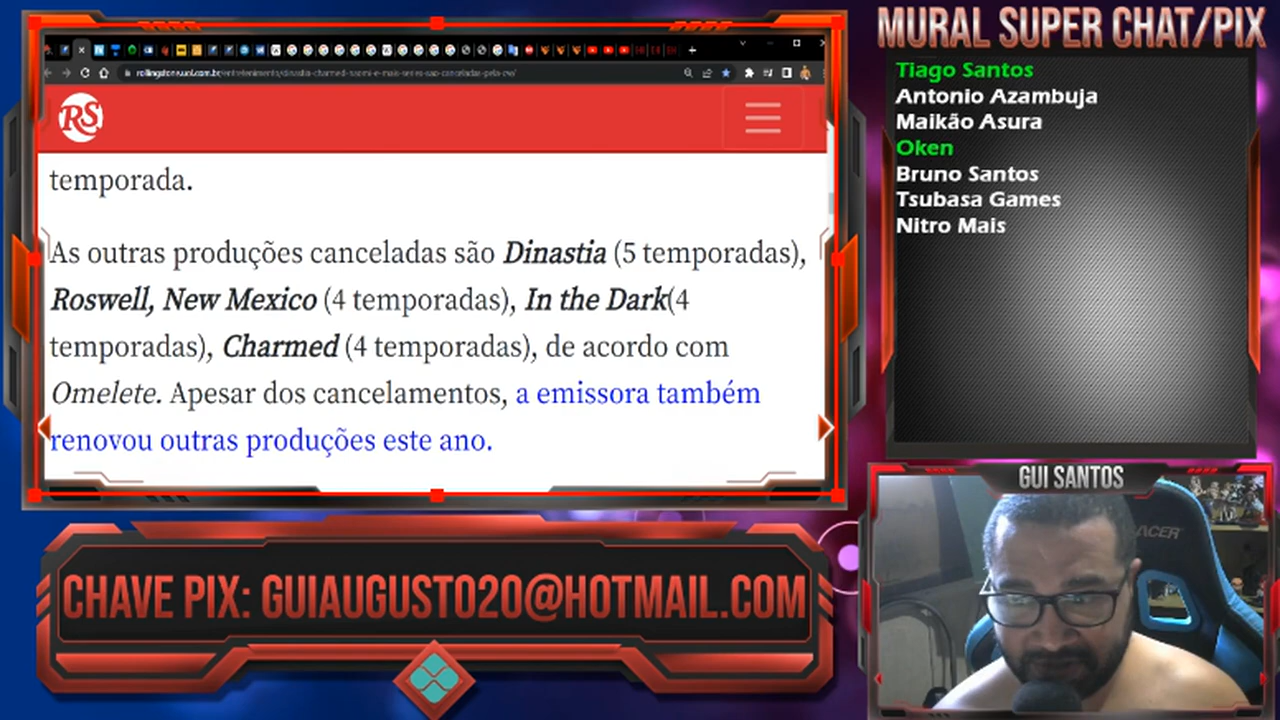 MURAL SUPER CHAT/PIX
RS
temporada.
As outras produções canceladas são Dinastia (5 temporadas),
Roswell, New Mexico (4 temporadas), In the Dark(4
temporadas), Charmed (4 temporadas), de acordo com
Omelete. Apesar dos cancelamentos, a emissora também
renovou outras produções este ano.
Tiago Santos
Antonio Azambuja
Maikão Asura
Oken
Bruno Santos
Tsubasa Games
Nitro Mais
GUI SANTOS
ACER
CHAVE PIX: GUIAUGUSTO20@HOTMAIL.COM